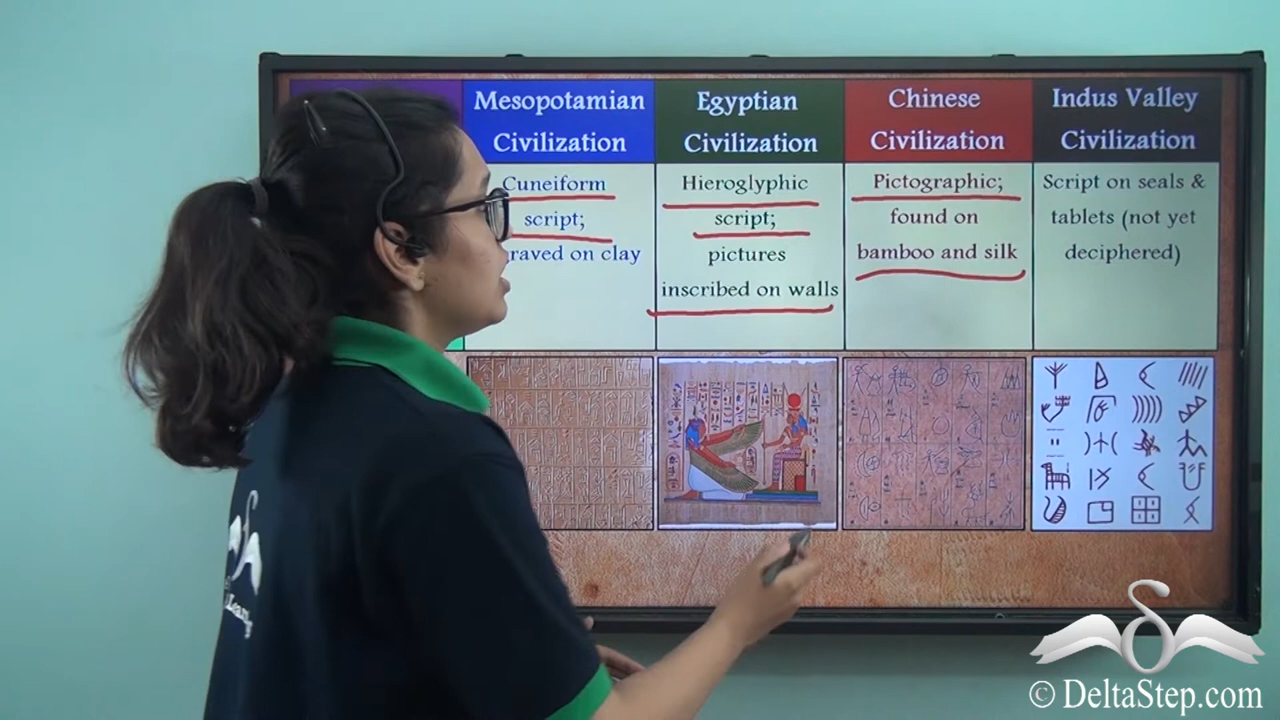 Mesopotamian
Civilization
Egyptian
Civilization
Chinese
Civilization
Indus Valley
Civilization
Cuneiform
script;
raved on clay
Hieroglyphic
script;
pictures
inscribed on walls
Pictographic;
found on
bamboo and silk
Script on seals &
tablets (not yet
deciphered)
© DeltaStep.com